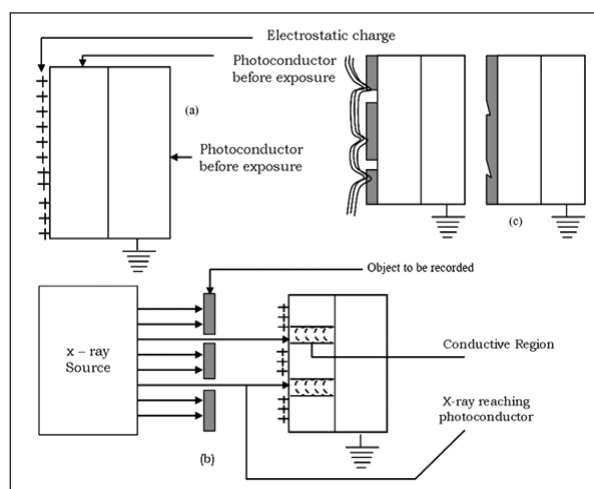 Electrostatic charge
Photoconductor
before exposure
(a)
Photoconductor
before exposure
(c)
Object to be recorded
x – ray
Source
Conductive Region
X-ray reaching
photoconductor
(b)